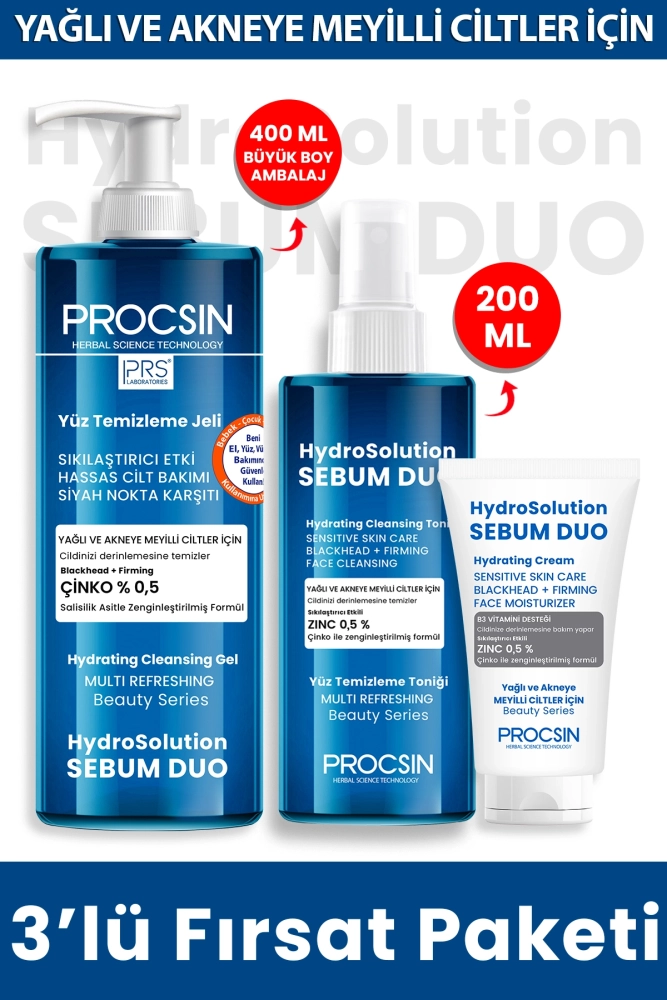 YAĞLI VE AKNEYE MEYİLLİ CİLTLER İÇİN
HydroSolution
SEBUM DUO
400 ML
BÜYÜK BOY
AMBALAJ
200
ML
PROCSIN
HERBAL SCIENCE TECHNOLOGY
PRS®
LABORATORIES
Yüz Temizleme Jeli
SIKILAŞTIRICI ETKİ
HASSAS CİLT BAKIMI
SİYAH NOKTA KARŞITI
Bebek - Çocuk
Beni
El, Yüz, Vü
Bakımın
Güvenl
Kullan
Kullanımına U
YAĞLI VE AKNEYE MEYİLLİ CİLTLER İÇİN
Cildinizi derinlemesine temizler
Blackhead + Firming
ÇİNKO % 0,5
Salisilik Asitle Zenginleştirilmiş Formül
Hydrating Cleansing Gel
MULTI REFRESHING
Beauty Series
HydroSolution
SEBUM DUO
HydroSolution
SEBUM DU
Hydrating Cleansing Toni
SENSITIVE SKIN CARE
BLACKHEAD + FIRMING
FACE CLEANSING
YAĞLI VE AKNEYE MEYİLLİ CİLTLER İÇİN
Cildinizi derinlemesine temizler
Sıkılaştırıcı Etkili
ZINC 0,5 %
Çinko ile zenginleştirilmiş formül
Yüz Temizleme Toniği
MULTI REFRESHING
Beauty Series
PROCSIN
HERBAL SCIENCE TECHNOLOGY
HydroSolution
SEBUM DUO
Hydrating Cream
SENSITIVE SKIN CARE
BLACKHEAD + FIRMING
FACE MOISTURIZER
B3 VİTAMİNİ DESTEĞİ
Cildinize derinlemesine bakım yapar
Sıkılaştırıcı Etkili
ZINC 0,5 %
Çinko ile zenginleştirilmiş formül
Yağlı ve Akneye
MEYİLLİ CİLTLER İÇİN
Beauty Series
PROCSIN
HERBAL SCIENCE TECHNOLOGY
3’lü Fırsat Paketi